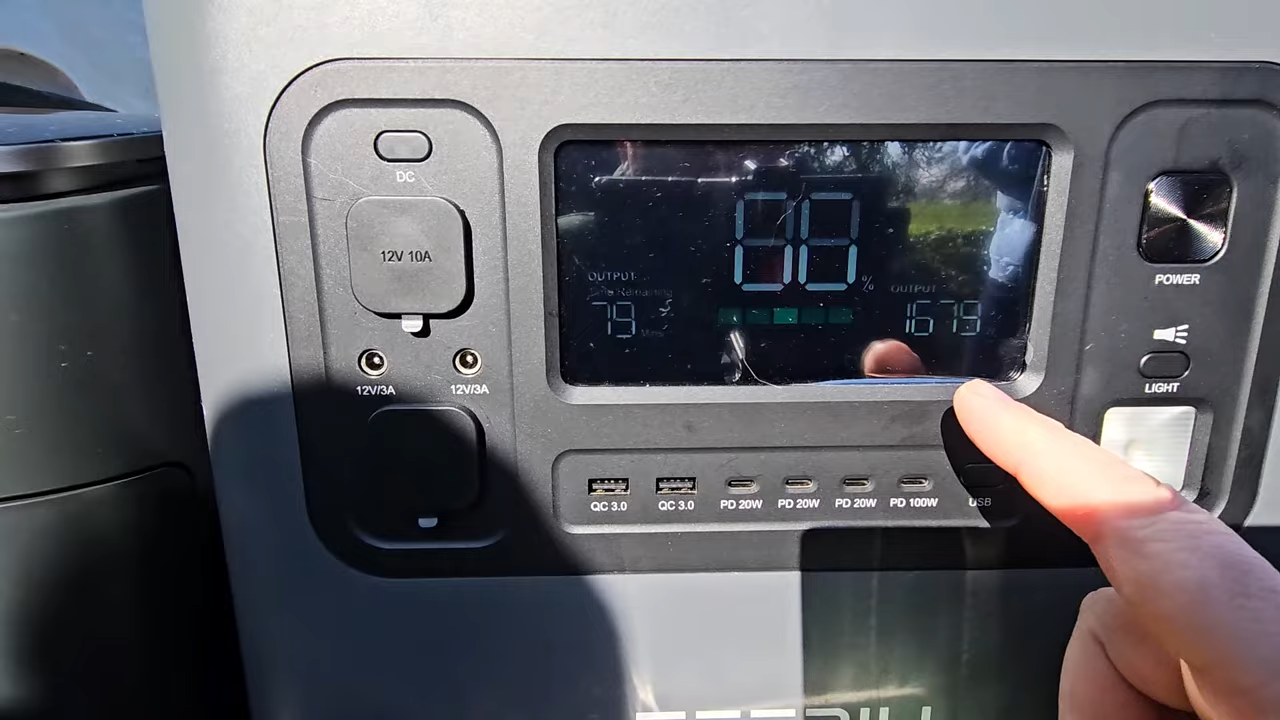 DC
12V 10A
12V/3A
12V/3A
OUTPUT
Time Remaining
79
Mins
%
OUTPUT
1679
POWER
LIGHT
QC 3.0
QC 3.0
PD 20W
PD 20W
PD 20W
PD 100W
USB